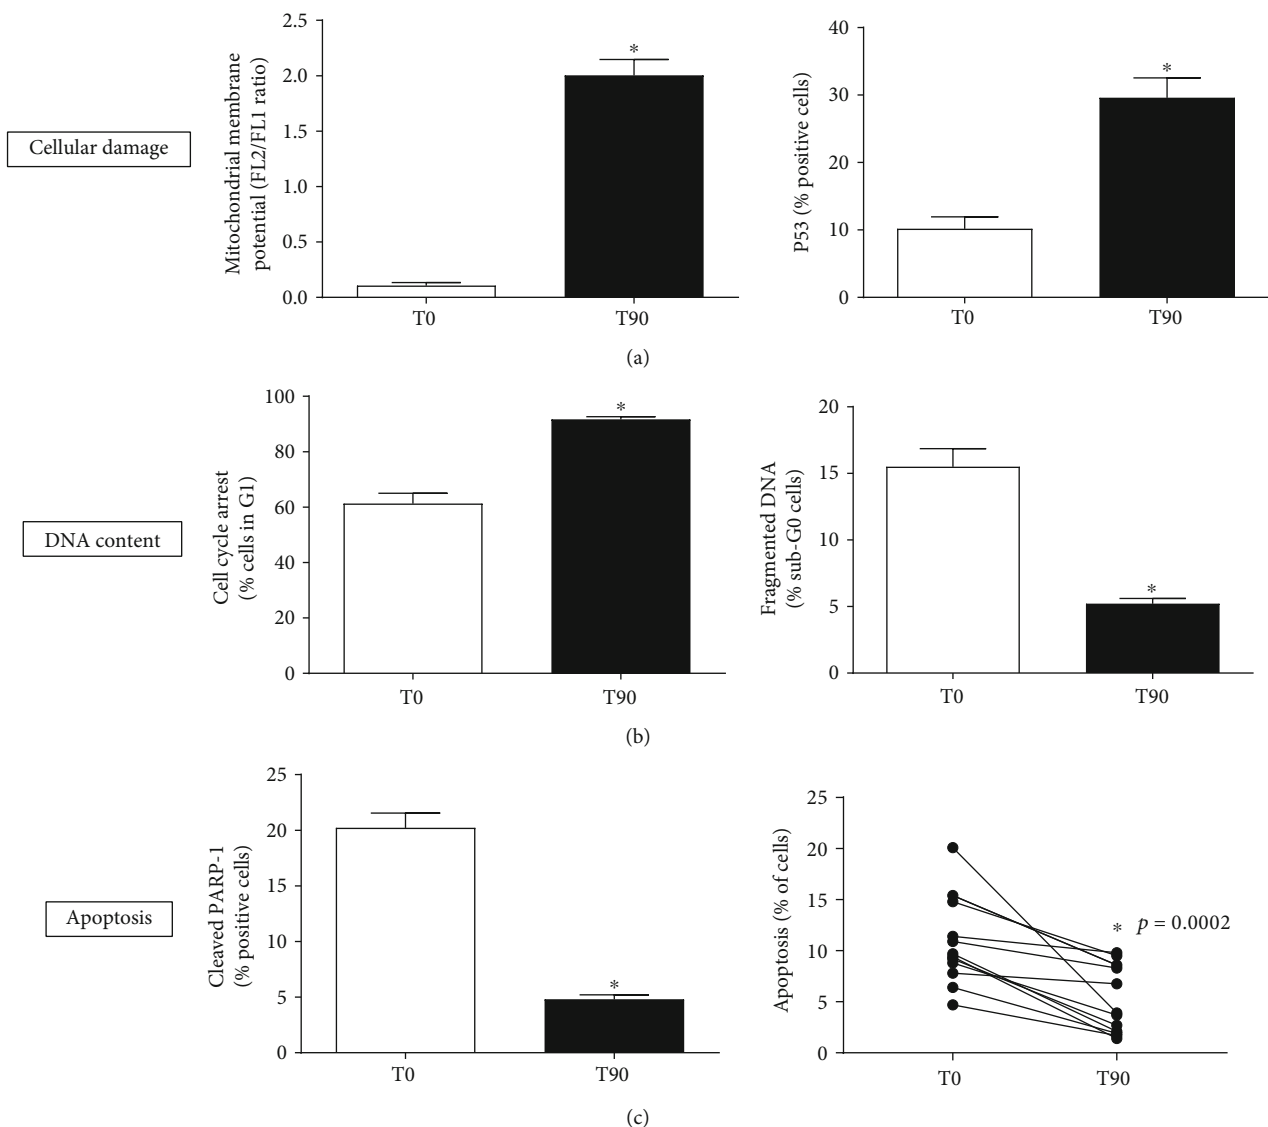 Cellular damage
Mitochondrial membrane
potential (FL2/FL1 ratio)
2.5
2.0
1.5
1.0
0.5
0.0
*
T0
T90
P53 (% positive cells)
40
30
20
10
0
*
T0
T90
(a)
DNA content
Cell cycle arrest
(% cells in G1)
100
80
60
40
20
0
*
T0
T90
Fragmented DNA
(% sub-G0 cells)
20
15
10
5
0
*
T0
T90
(b)
Apoptosis
Cleaved PARP-1
(% positive cells)
25
20
15
10
5
0
*
T0
T90
Apoptosis (% of cells)
25
20
15
10
5
0
* p = 0.0002
T0
T90
(c)